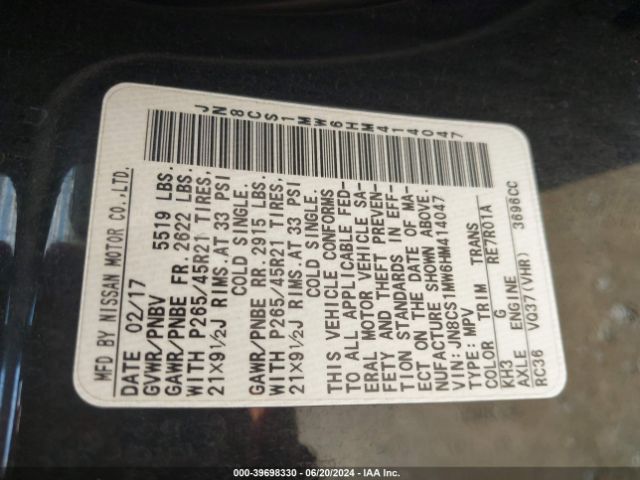 MFD BY NISSAN MOTOR CO.,LTD.
DATE 02/17
GVWR/PNBV 5519 LBS.
GAWR/PNBE FR. 2622 LBS.
WITH P265/45R21 TIRES,
21X9½J RIMS.AT 33 PSI
COLD SINGLE.
GAWR/PNBE RR. 2915 LBS.
WITH P265/45R21 TIRES,
21X9½J RIMS.AT 33 PSI
COLD SINGLE.
THIS VEHICLE CONFORMS
TO ALL APPLICABLE FED-
ERAL MOTOR VEHICLE SA-
FETY AND THEFT PREVEN-
TION STANDARDS IN EFF-
ECT ON THE DATE OF MA-
NUFACTURE SHOWN ABOVE.
VIN:JN8CS1MW6HM414047
TYPE:MPV
COLOR TRIM TRANS
KH3 G RE7R01A
AXLE ENGINE
RC36 VQ37(VHR) 3696CC
JN8CS1MW6HM414047
000-39698330 / 06/20/2024 / IAA Inc.